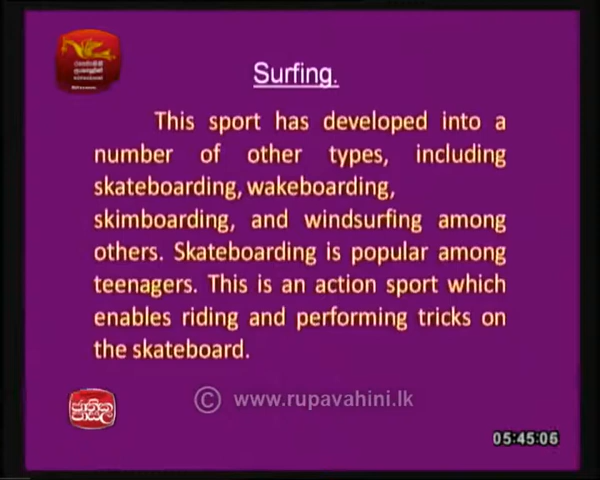 Surfing.
This sport has developed into a
number of other types, including
skateboarding, wakeboarding,
skimboarding, and windsurfing among
others. Skateboarding is popular among
teenagers. This is an action sport which
enables riding and performing tricks on
the skateboard.
© www.rupavahini.lk
05:45:06